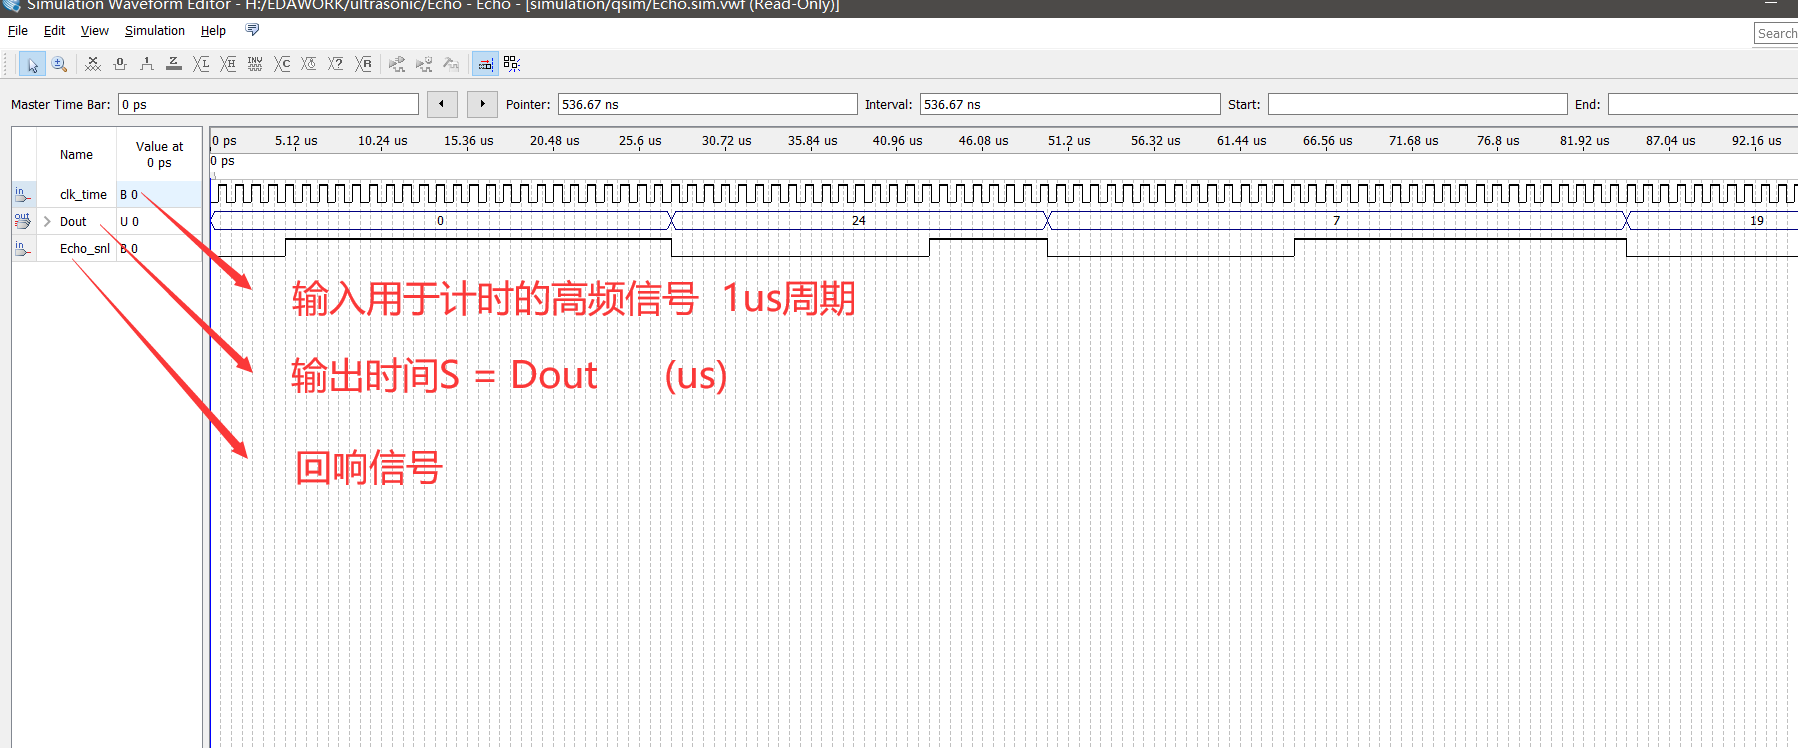 Simulation Waveform Editor - H:/EDAWORK/ultrasonic/Echo - Echo - [simulation/qsim/Echo.sim.vwf (Read-Only)]
File Edit View Simulation Help
Search
Master Time Bar: 0 ps Pointer: 536.67 ns Interval: 536.67 ns Start: End:
Name Value at 0 ps
0 ps 5.12 us 10.24 us 15.36 us 20.48 us 25.6 us 30.72 us 35.84 us 40.96 us 46.08 us 51.2 us 56.32 us 61.44 us 66.56 us 71.68 us 76.8 us 81.92 us 87.04 us 92.16 us
0 ps
in clk_time B 0
out Dout U 0 0 24 7 19
in Echo_snl B 0
输入用于计时的高频信号 1us周期
输出时间S = Dout (us)
回响信号